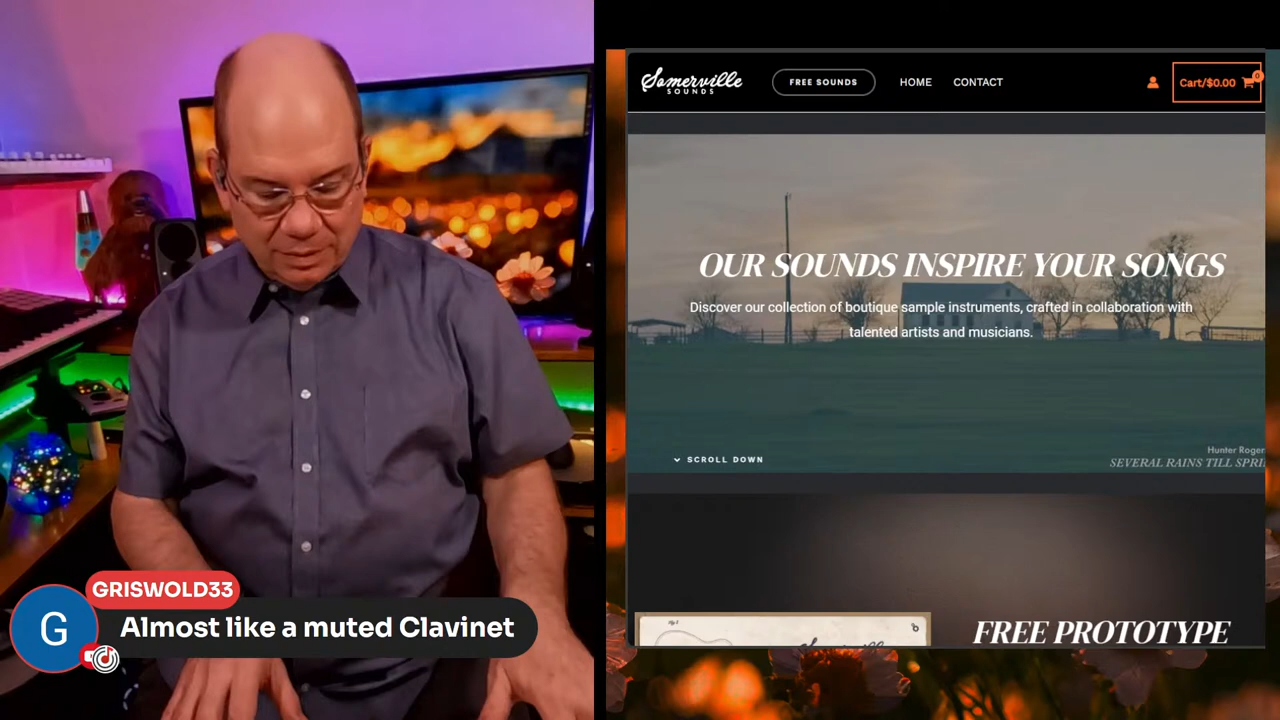 Somerville
SOUNDS
FREE SOUNDS
HOME
CONTACT
Cart/$0.00
0
OUR SOUNDS INSPIRE YOUR SONGS
Discover our collection of boutique sample instruments, crafted in collaboration with
talented artists and musicians.
SCROLL DOWN
Hunter Roger
SEVERAL RAINS TILL SPRI
FREE PROTOTYPE
GRISWOLD33
G
Almost like a muted Clavinet